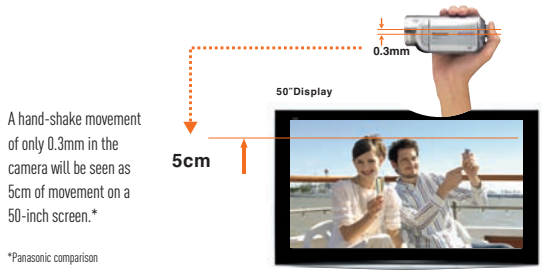 0.3mm
50"Display
A hand-shake movement
of only 0.3mm in the
camera will be seen as
5cm of movement on a
50-inch screen.*
5cm
*Panasonic comparison